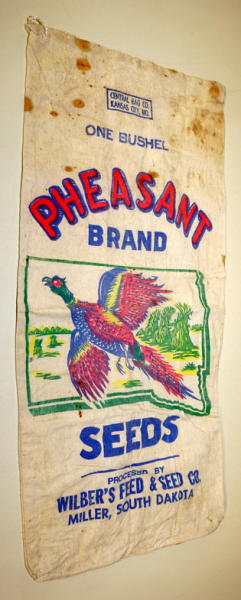 CENTRAL BAG CO.
KANSAS CITY, MO.
ONE BUSHEL
PHEASANT
BRAND
SEEDS
PROCESSED BY
WILBER'S FEED & SEED CO.
MILLER, SOUTH DAKOTA